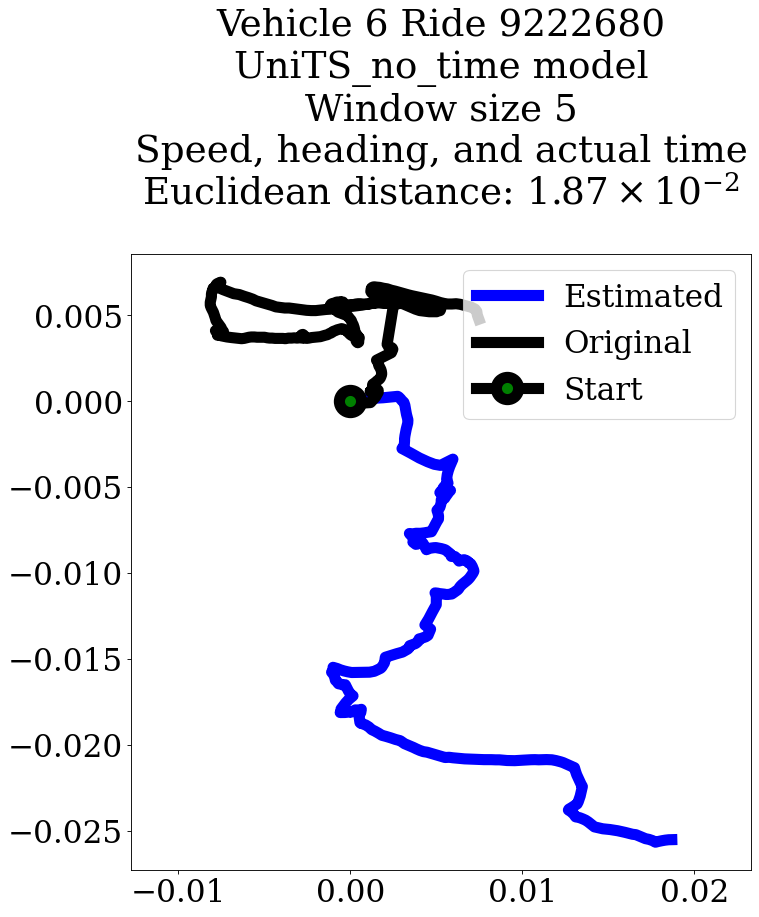 Vehicle 6 Ride 9222680
UniTS_no_time model
Window size 5
Speed, heading, and actual time
Euclidean distance: 1.87 × 10⁻²
Estimated
Original
Start
0.005
0.000
−0.005
−0.010
−0.015
−0.020
−0.025
−0.01 0.00 0.01 0.02